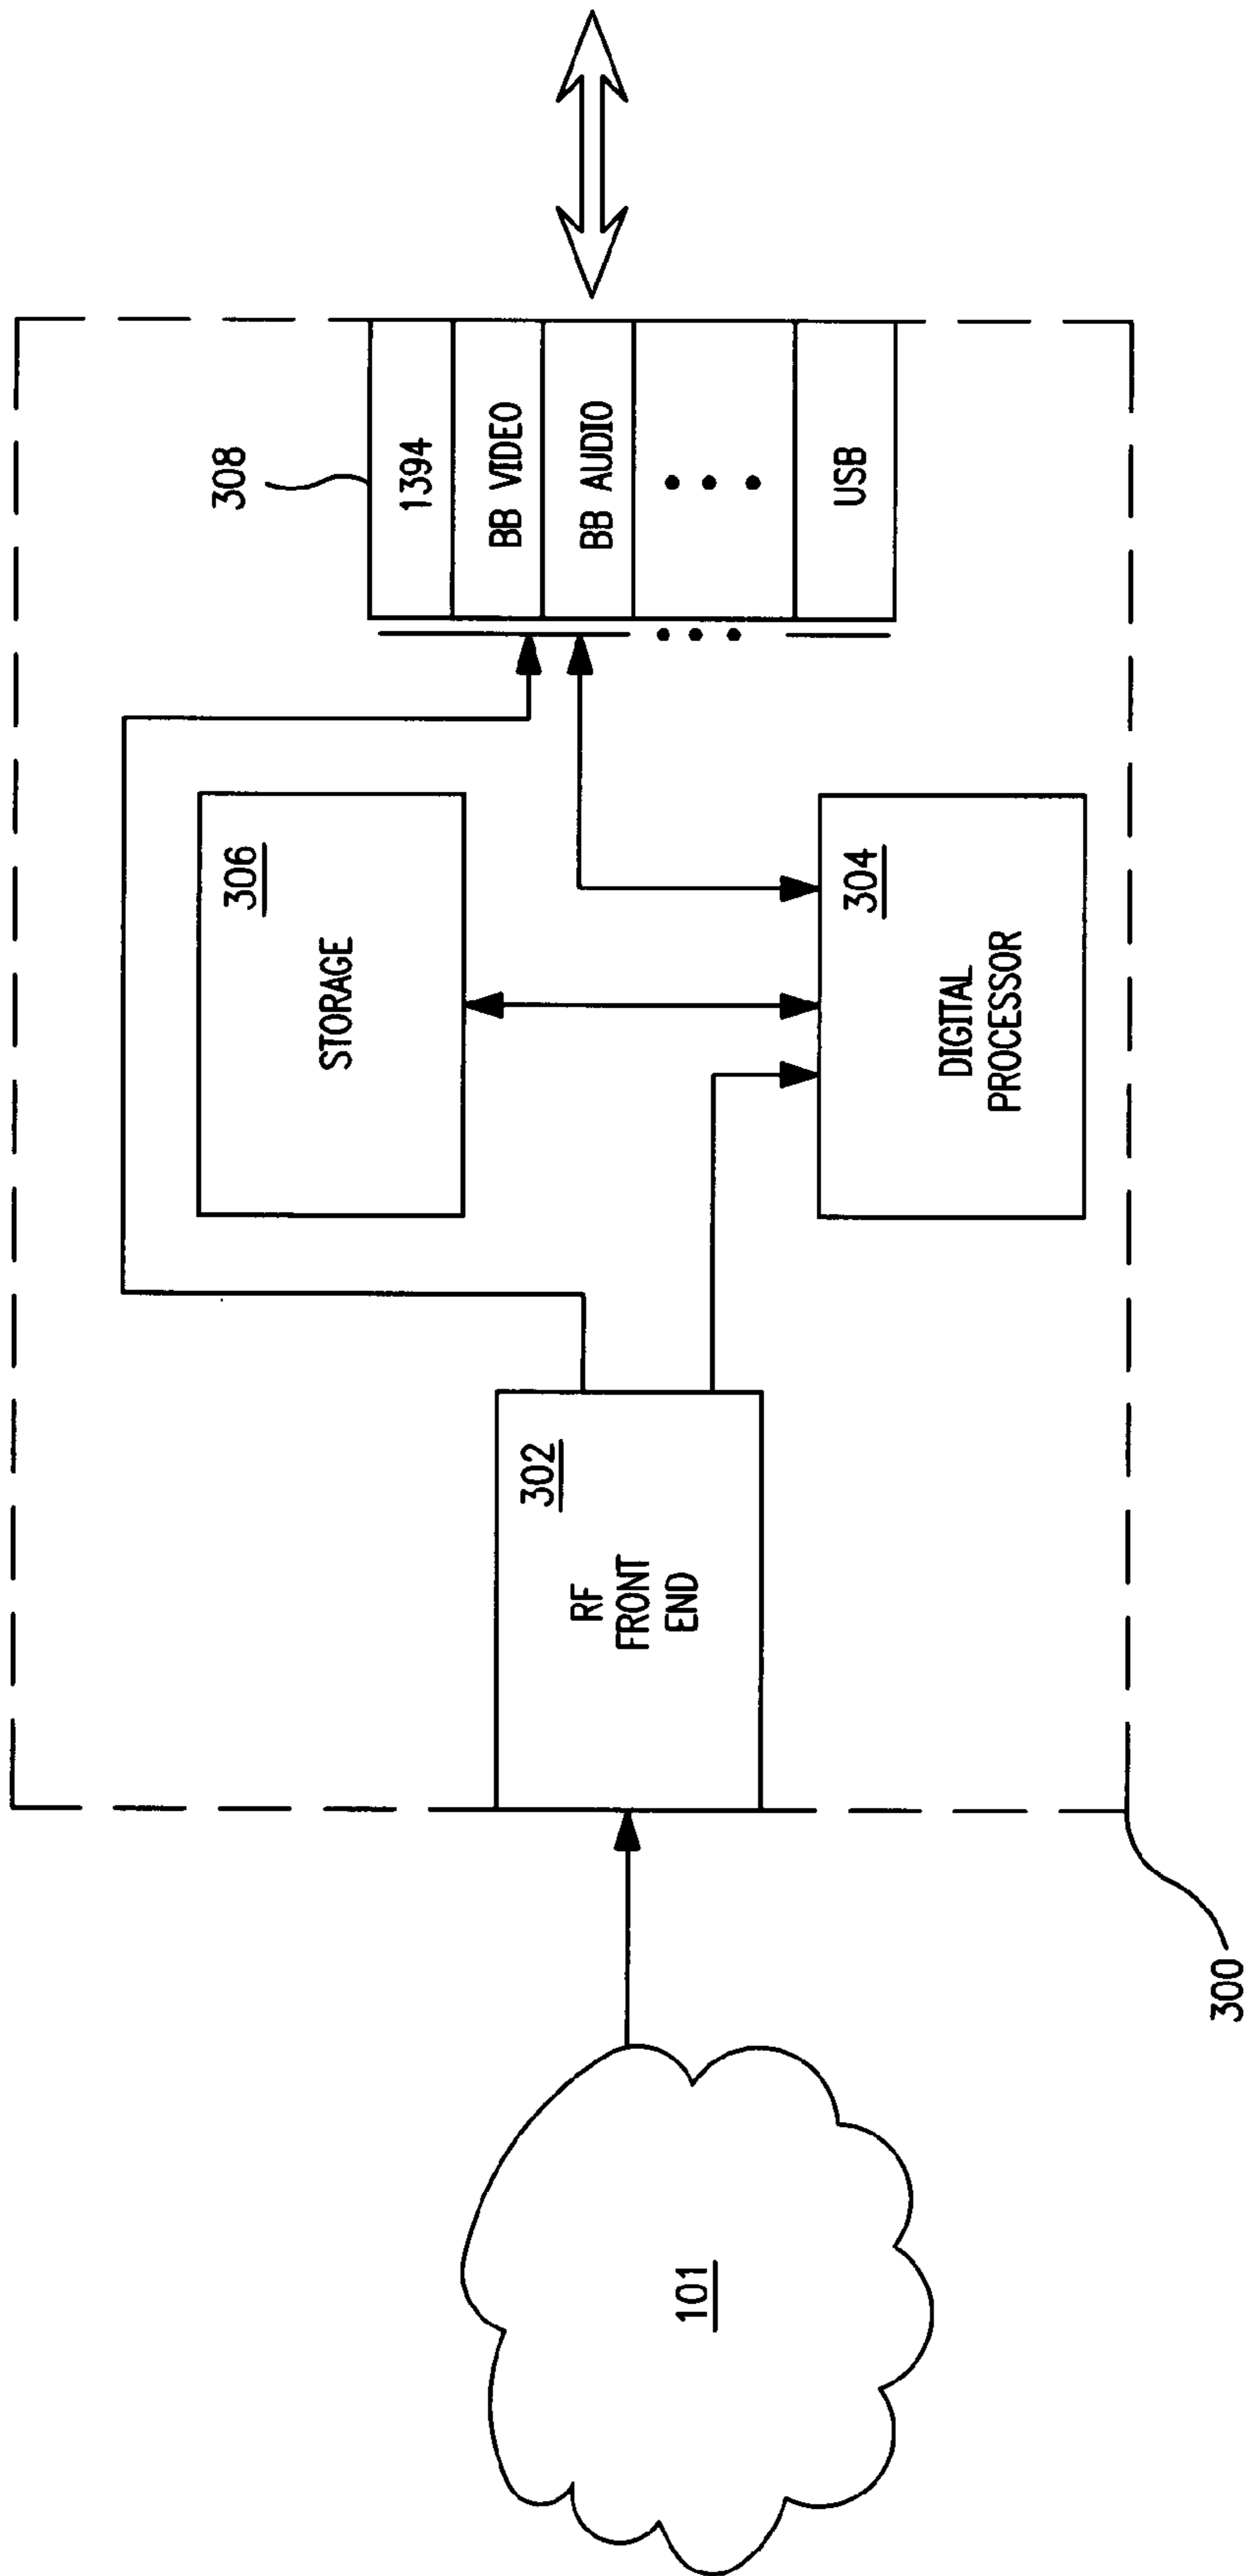 308
1394
BB VIDEO
BB AUDIO
USB
306
STORAGE
304
DIGITAL
PROCESSOR
302
RF
FRONT
END
101
300